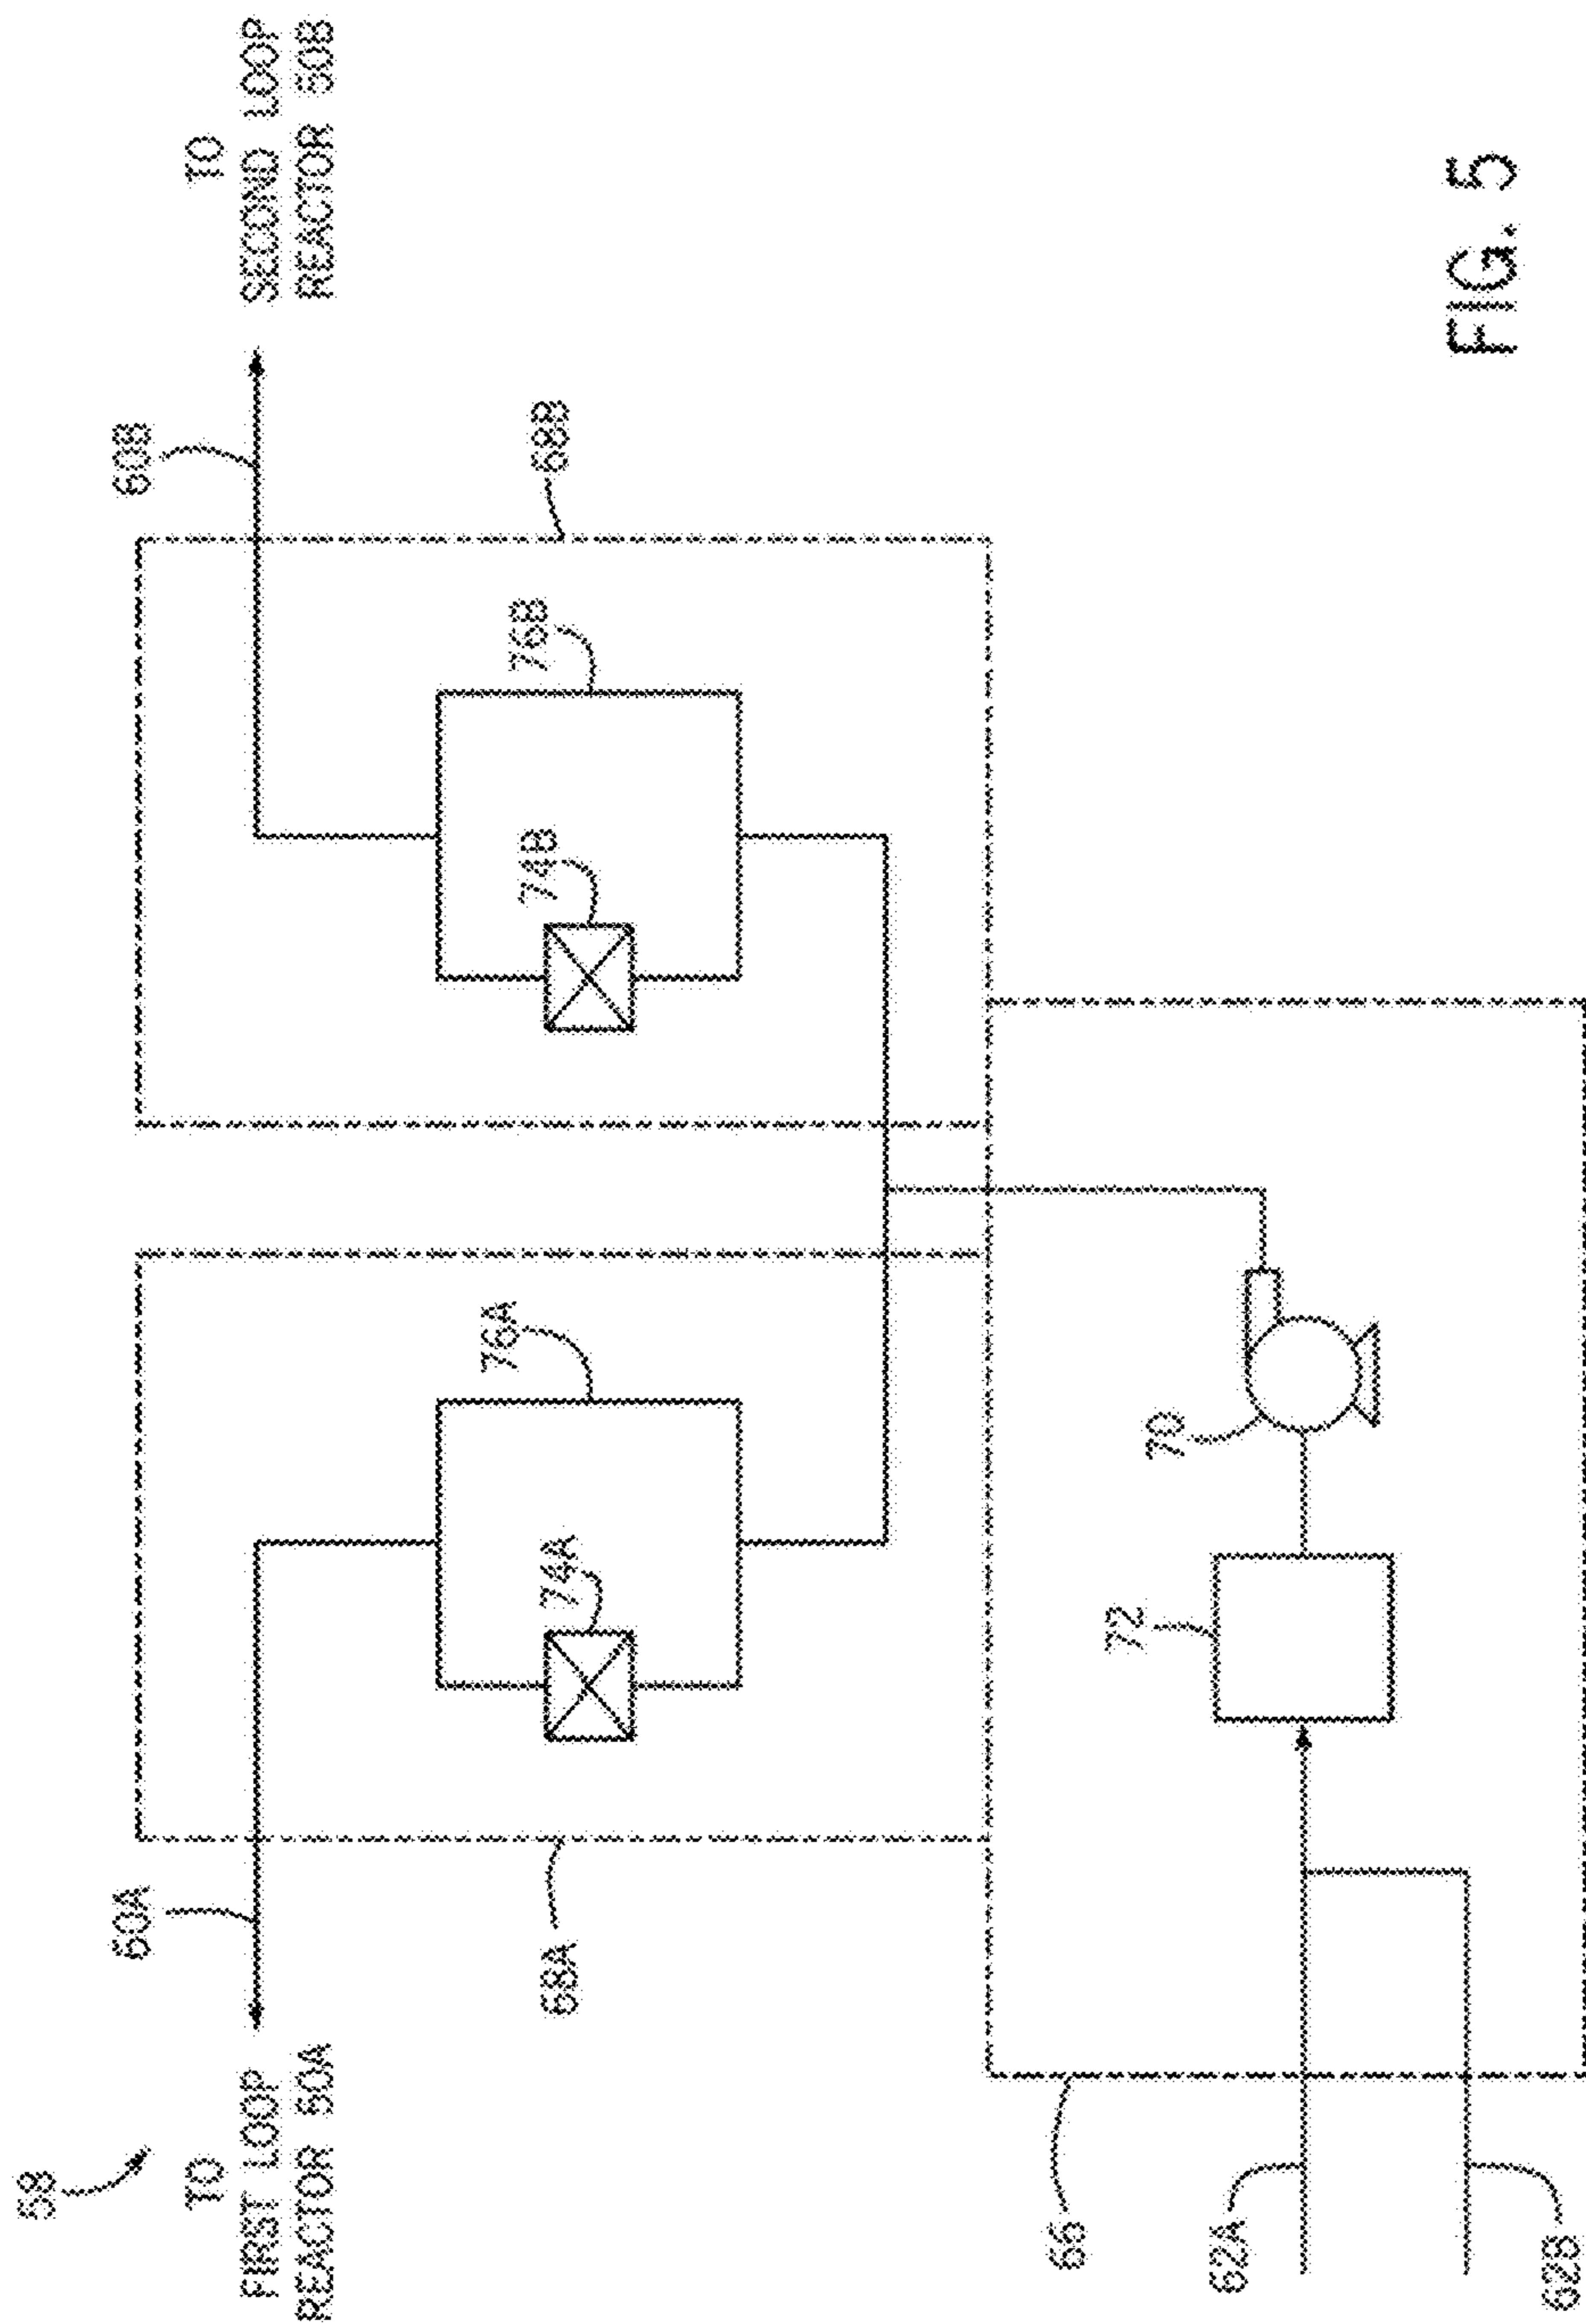 58
TO
FIRST LOOP
REACTOR 50A
60A
60B
TO
SECOND LOOP
REACTOR 50B
68A
74A
76A
74B
76B
68B
66
62A
62B
72
70
FIG. 5